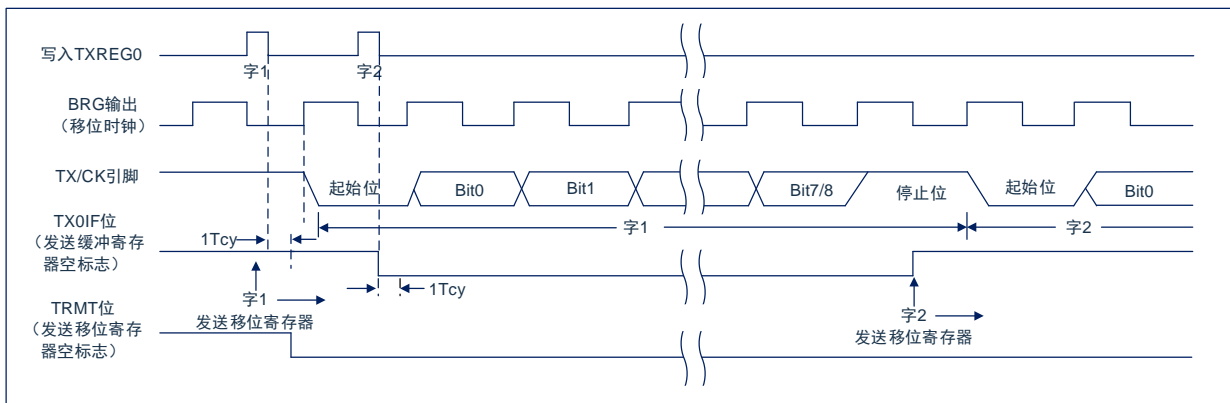 写入TXREG0
字1
字2
BRG输出
（移位时钟）
TX/CK引脚
起始位
Bit0
Bit1
Bit7/8
停止位
起始位
Bit0
TX0IF位
（发送缓冲寄存
器空标志）
1Tcy
字1
字2
1Tcy
字1
发送移位寄存器
字2
发送移位寄存器
TRMT位
（发送移位寄存
器空标志）